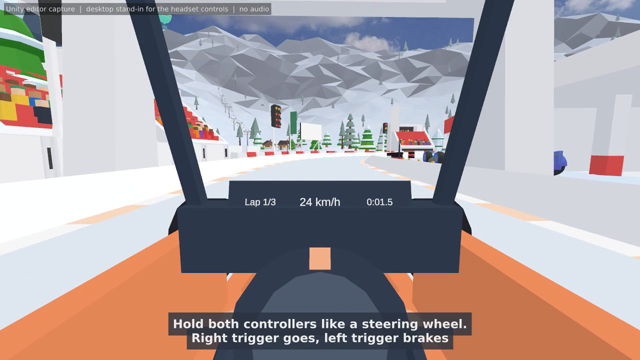 Unity editor capture | desktop stand-in for the headset controls | no audio
Lap 1/3 24 km/h 0:01.5
Hold both controllers like a steering wheel.
Right trigger goes, left trigger brakes